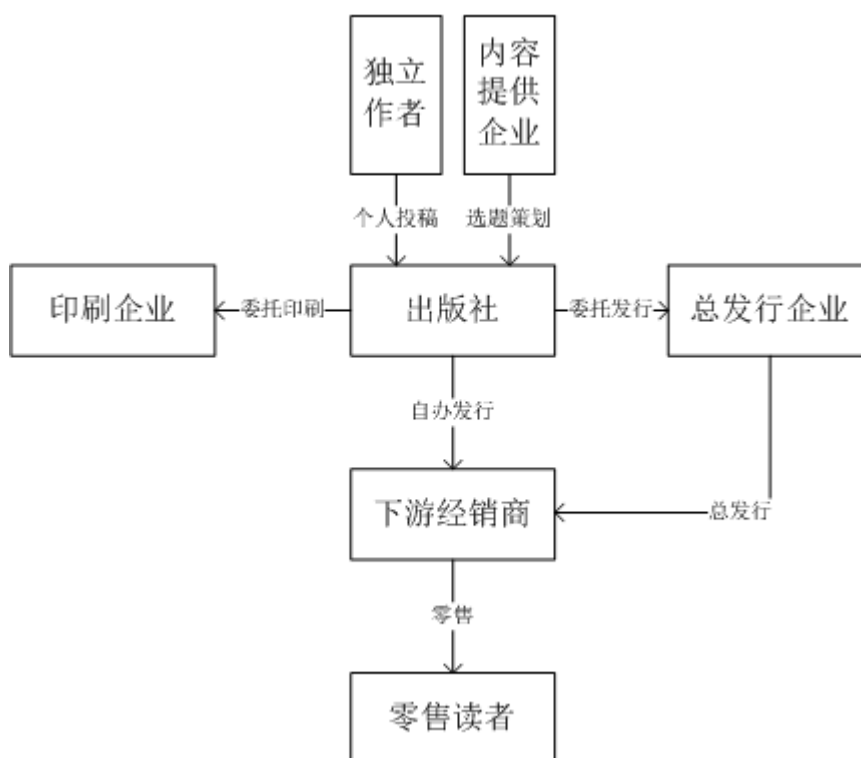 独立
作者
内容
提供
企业
个人投稿
选题策划
印刷企业
委托印刷
出版社
委托发行
总发行企业
自办发行
下游经销商
总发行
零售
零售读者